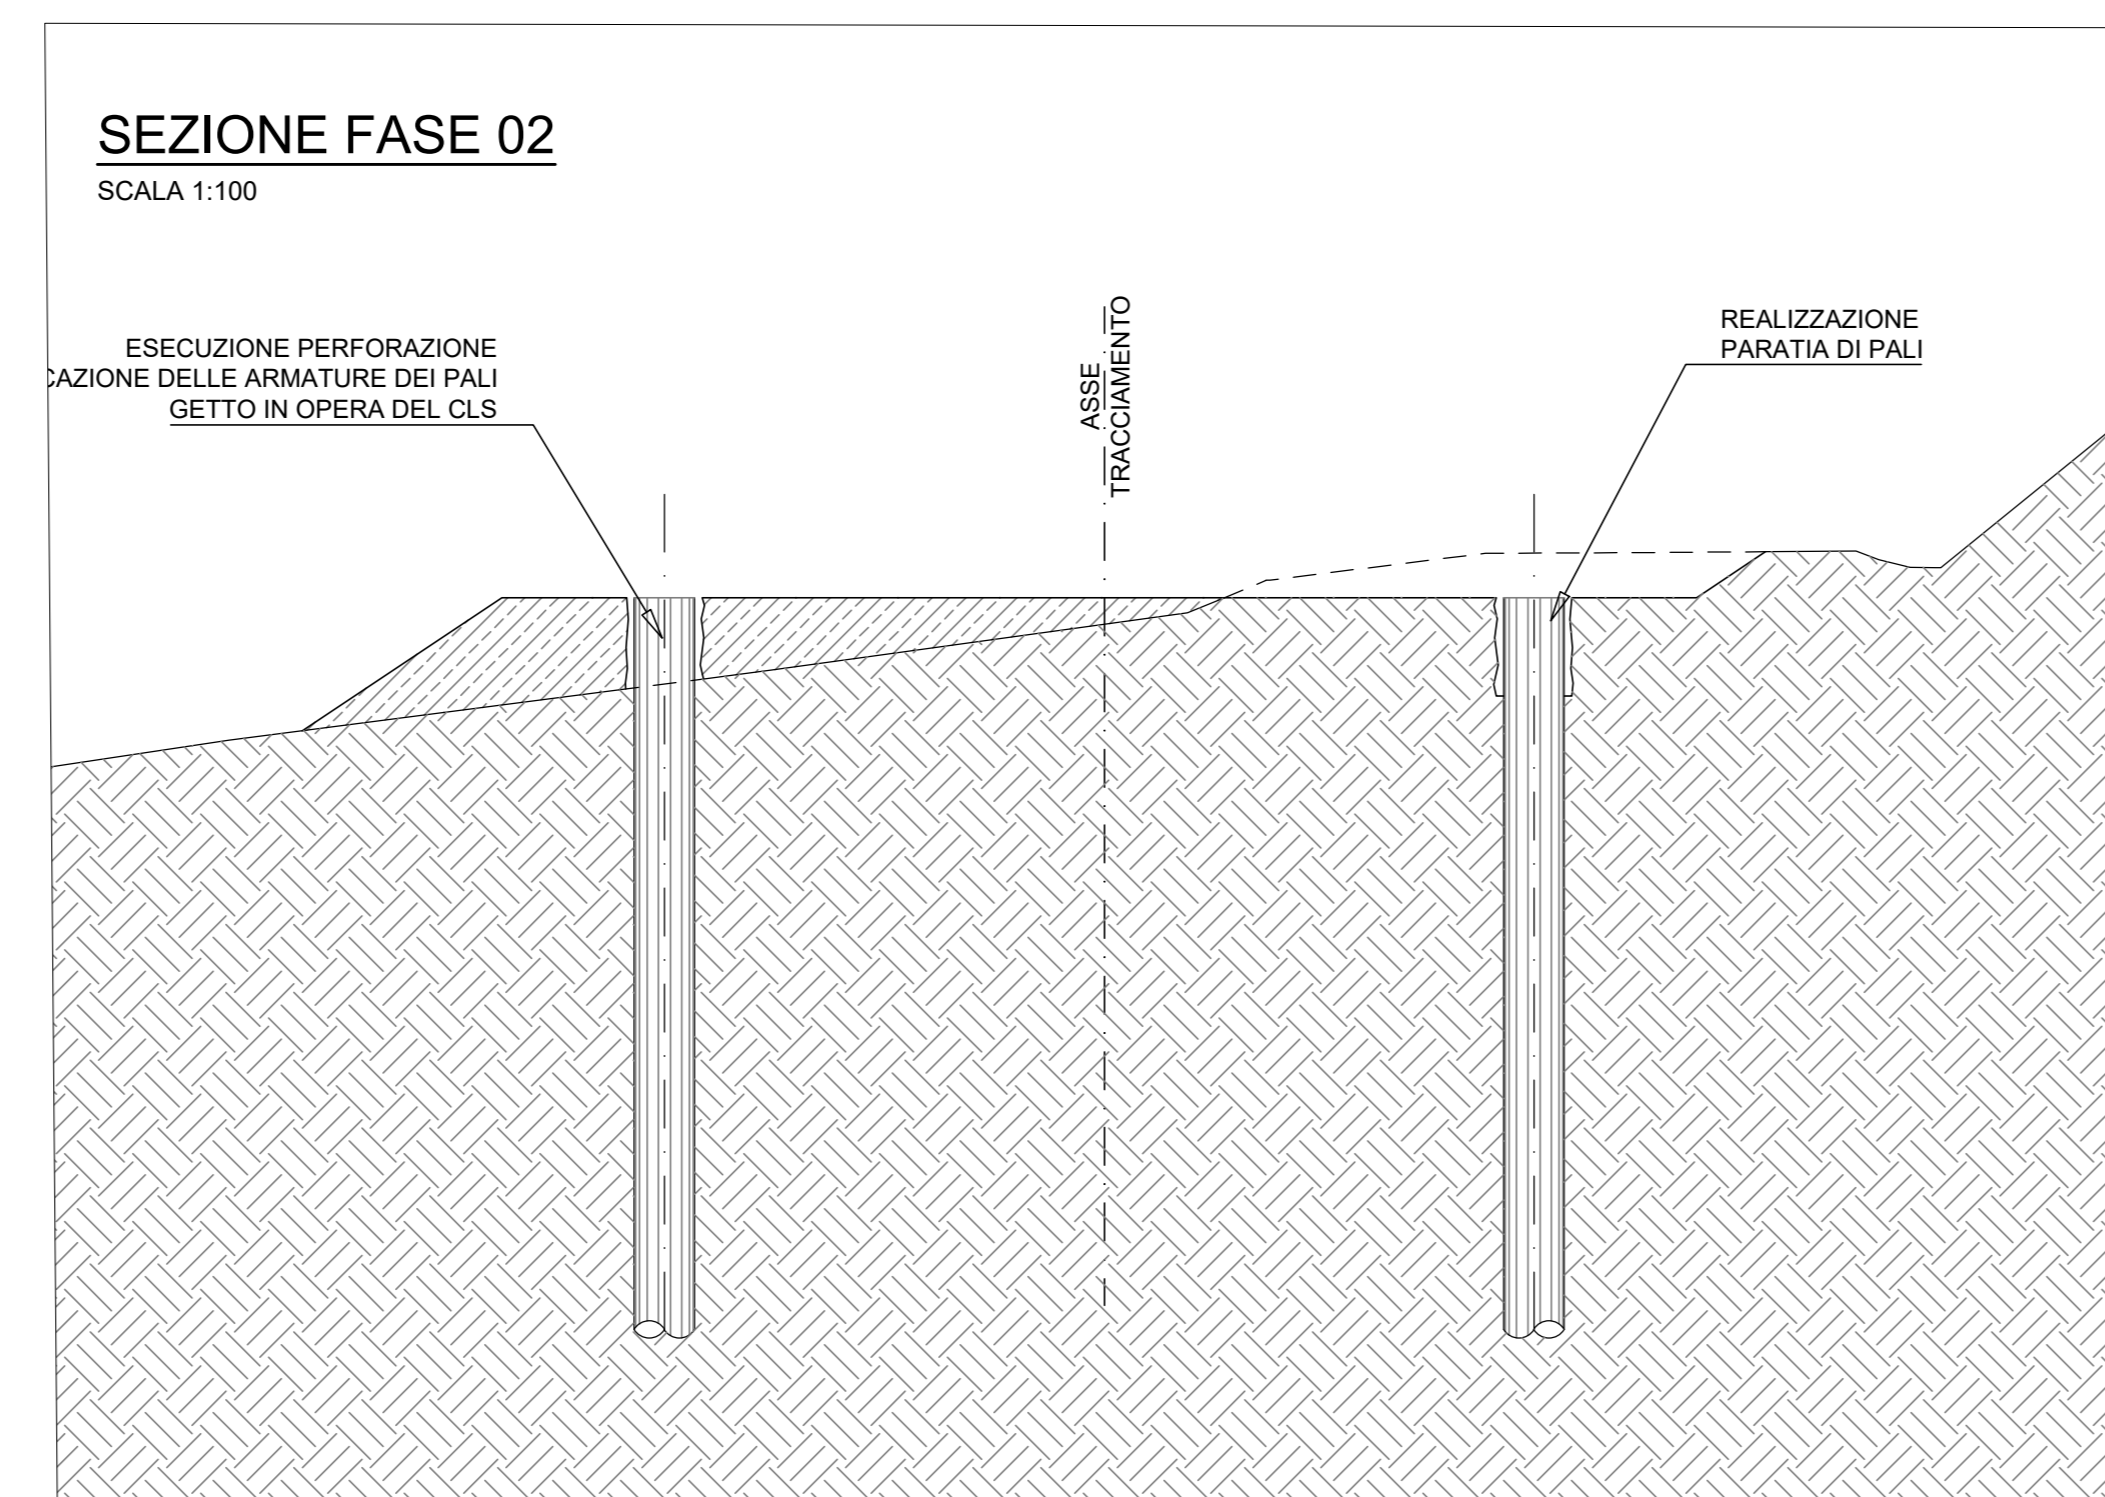 SEZIONE FASE 02
SCALA 1:100
ESECUZIONE PERFORAZIONE
CAZIONE DELLE ARMATURE DEI PALI
GETTO IN OPERA DEL CLS
ASSE
TRACCIAMENTO
REALIZZAZIONE
PARATIA DI PALI